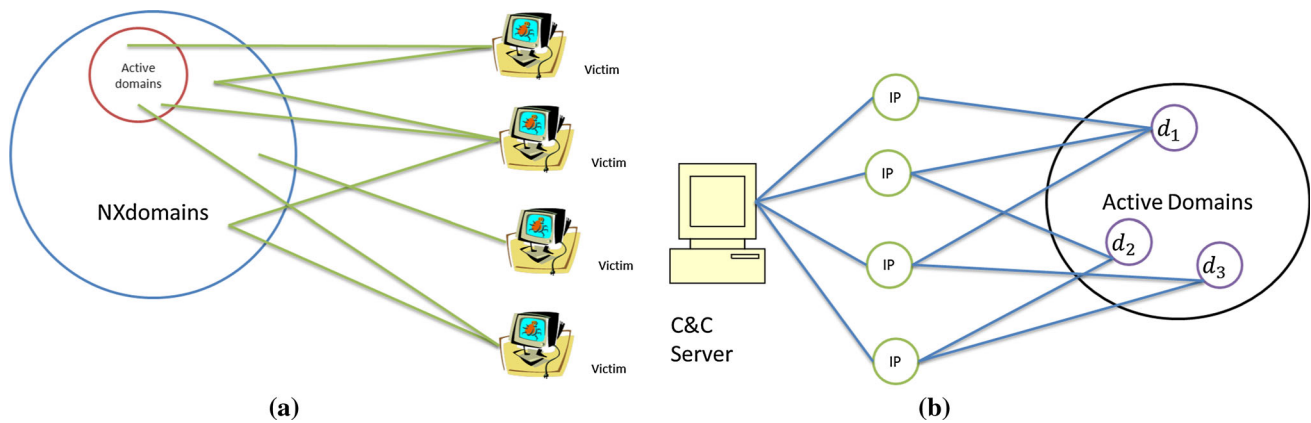 Active
domains
NXdomains
Victim
Victim
Victim
Victim
(a)
IP
IP
IP
IP
C&C
Server
d₁
Active Domains
d₂
d₃
(b)